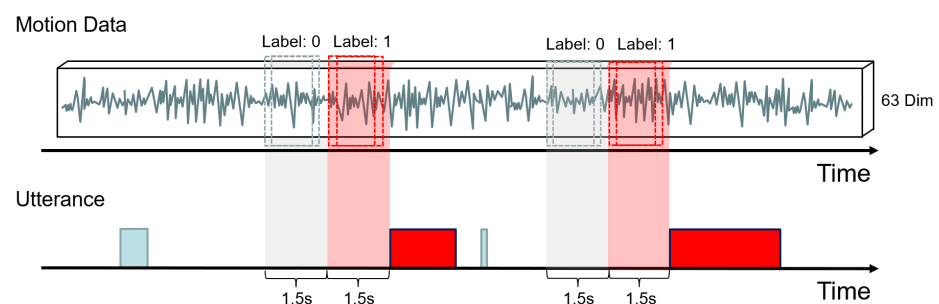 Motion Data
Label: 0 Label: 1 Label: 0 Label: 1
63 Dim
Time
Utterance
Time
1.5s 1.5s 1.5s 1.5s